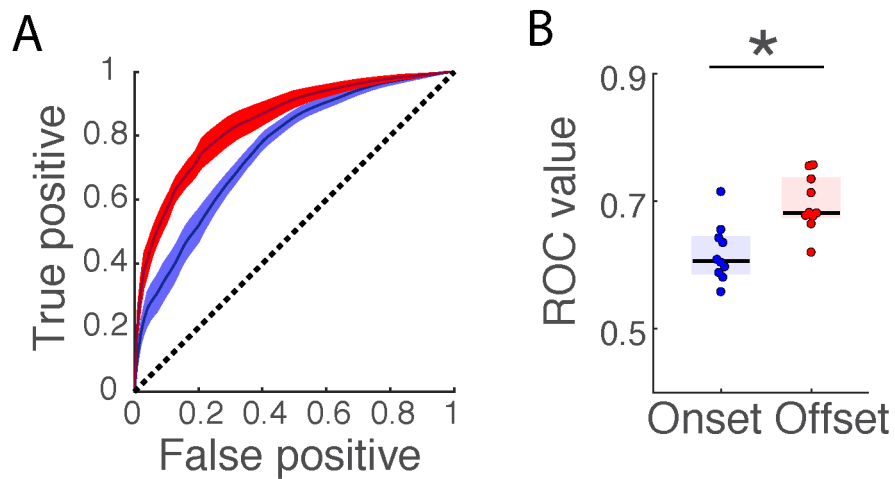 A
True positive
1
0.8
0.6
0.4
0.2
0
0 0.2 0.4 0.6 0.8 1
False positive
B
*
ROC value
0.9
0.7
0.5
Onset Offset